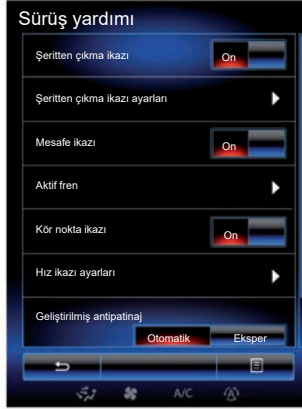 Sürüş yardımı
Şeritten çıkma ikazı On
Şeritten çıkma ikazı ayarları
Mesafe ikazı On
Aktif fren
Kör nokta ikazı On
Hız ikazı ayarları
Geliştirilmiş antipatinaj
Otomatik Eksper
A/C